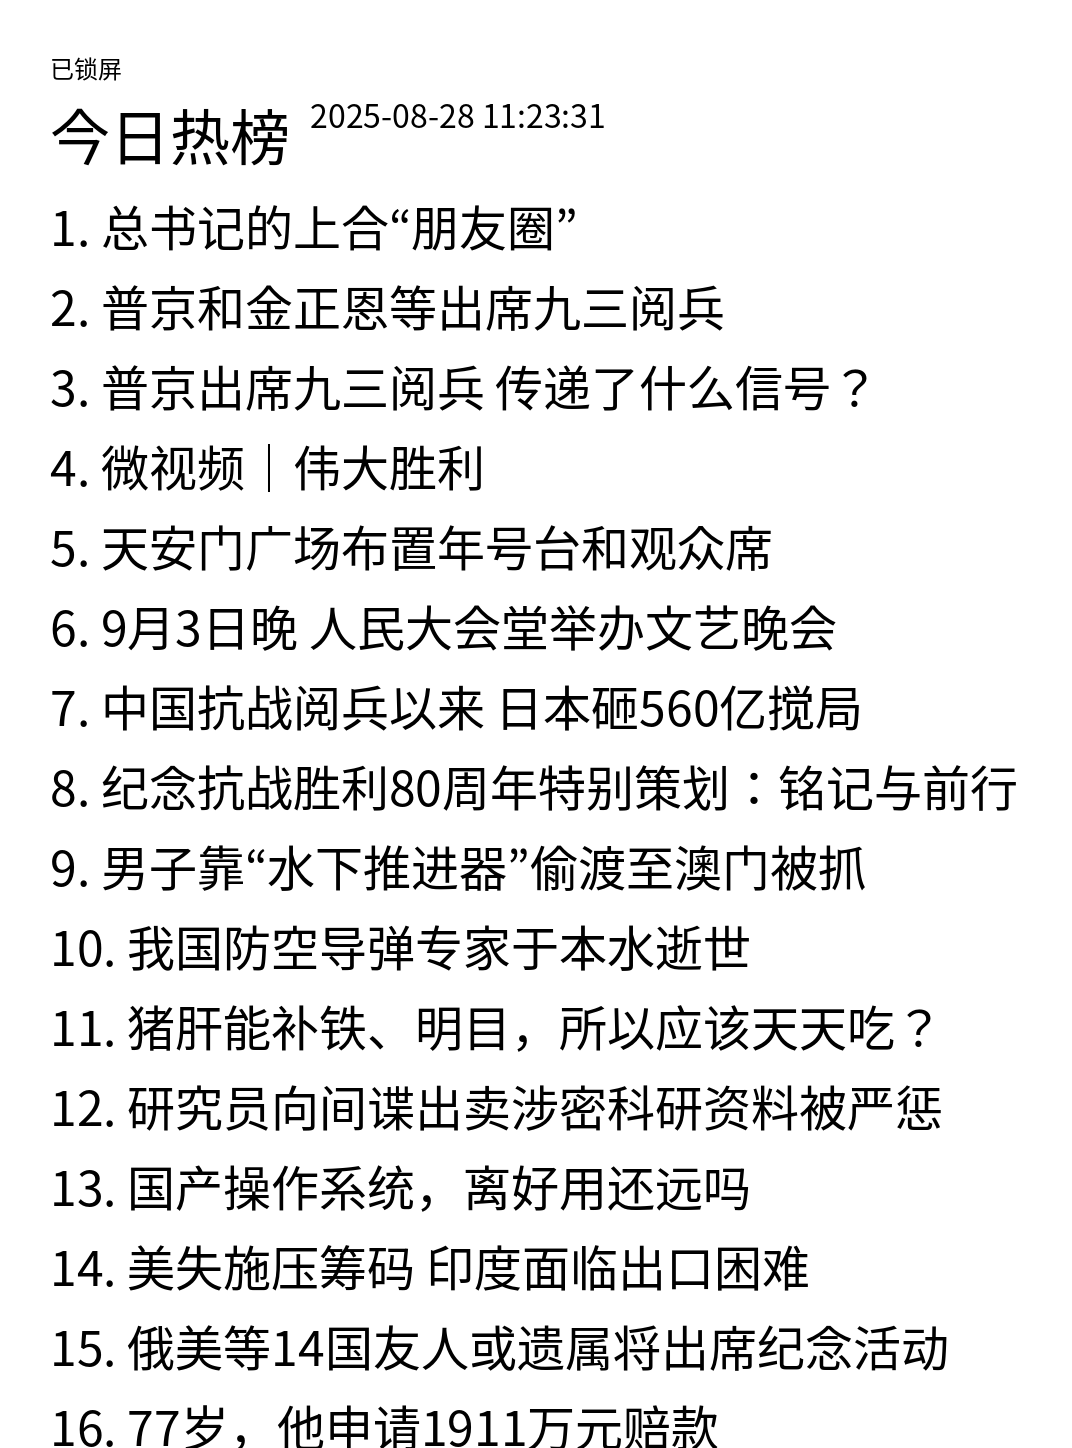 已锁屏
今日热榜 2025-08-28 11:23:31
1. 总书记的上合“朋友圈”
2. 普京和金正恩等出席九三阅兵
3. 普京出席九三阅兵 传递了什么信号？
4. 微视频｜伟大胜利
5. 天安门广场布置年号台和观众席
6. 9月3日晚 人民大会堂举办文艺晚会
7. 中国抗战阅兵以来 日本砸560亿搅局
8. 纪念抗战胜利80周年特别策划：铭记与前行
9. 男子靠“水下推进器”偷渡至澳门被抓
10. 我国防空导弹专家于本水逝世
11. 猪肝能补铁、明目，所以应该天天吃？
12. 研究员向间谍出卖涉密科研资料被严惩
13. 国产操作系统，离好用还远吗
14. 美失施压筹码 印度面临出口困难
15. 俄美等14国友人或遗属将出席纪念活动
16. 77岁，他申请1911万元赔款